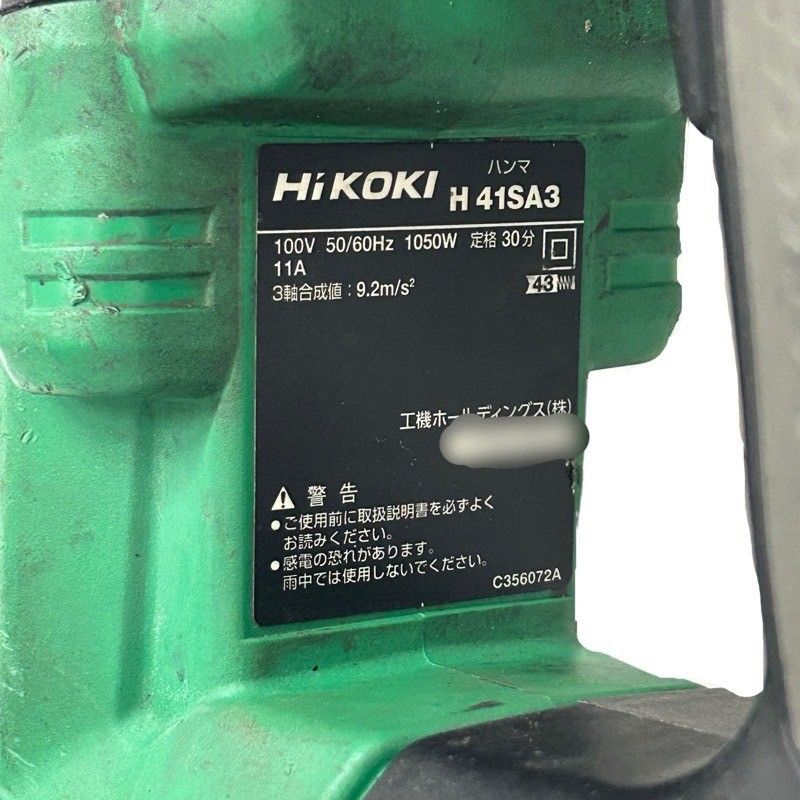 HiKOKI
ハンマ
H 41SA3
100V 50/60Hz 1050W 定格 30分
11A
3軸合成値：9.2m/s²
43
工機ホールディングス(株)
警告
●ご使用前に取扱説明書を必ずよく
お読みください。
●感電の恐れがあります。
雨中では使用しないでください。
C356072A